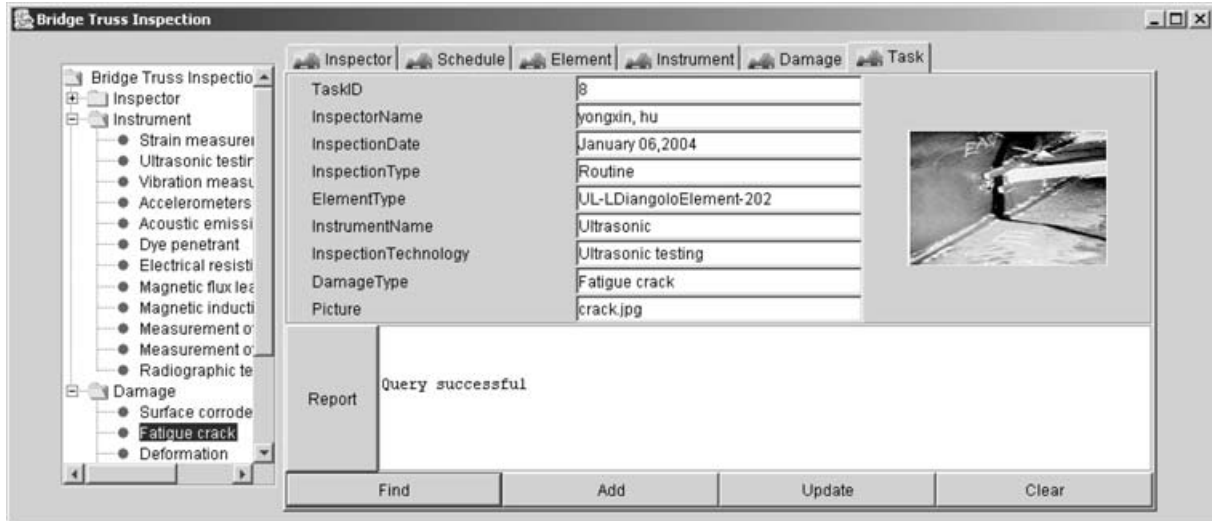 Bridge Truss Inspection
Inspector Schedule Element Instrument Damage Task
Bridge Truss Inspectio
Inspector
Instrument
Strain measurer
Ultrasonic testir
Vibration measu
Accelerometers
Acoustic emissi
Dye penetrant
Electrical resisti
Magnetic flux lea
Magnetic inducti
Measurement o
Measurement o
Radiographic te
Damage
Surface corrode
Fatigue crack
Deformation
TaskID 8
InspectorName yongxin, hu
InspectionDate January 06,2004
InspectionType Routine
ElementType UL-LDiangoloElement-202
InstrumentName Ultrasonic
InspectionTechnology Ultrasonic testing
DamageType Fatigue crack
Picture crack.jpg
Report Query successful
Find Add Update Clear